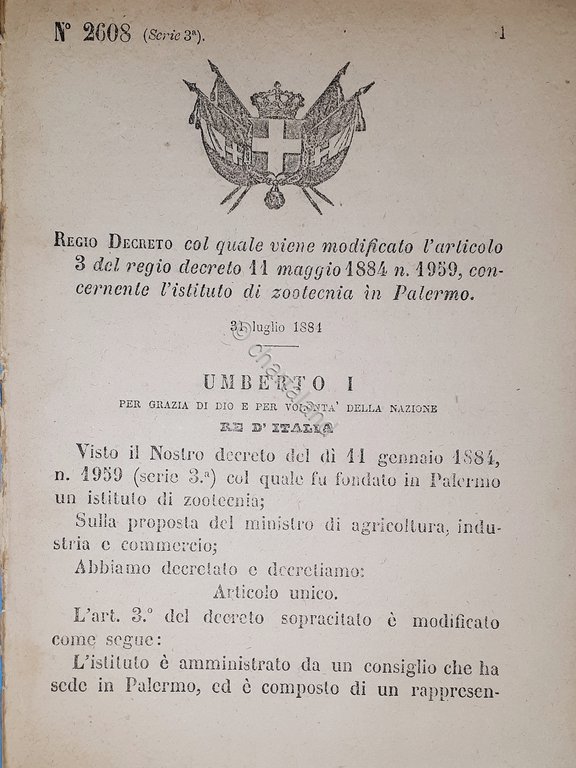 N.º 2608 (Serie 3ª).
1
REGIO DECRETO col quale viene modificato l'articolo
3 del regio decreto 11 maggio 1884 n. 1959, con-
cernente l'istituto di zootecnia in Palermo.
31 luglio 1884
UMBERTO I
PER GRAZIA DI DIO E PER VOLONTA' DELLA NAZIONE
RE D'ITALIA
Visto il Nostro decreto del dì 11 gennaio 1884,
n. 1959 (serie 3.ª) col quale fu fondato in Palermo
un istituto di zootecnia;
Sulla proposta del ministro di agricoltura, indu-
stria e commercio;
Abbiamo decretato e decretiamo:
Articolo unico.
L'art. 3.º del decreto sopracitato è modificato
come segue:
L'istituto è amministrato da un consiglio che ha
sede in Palermo, ed è composto di un rappresen-
© chartaland